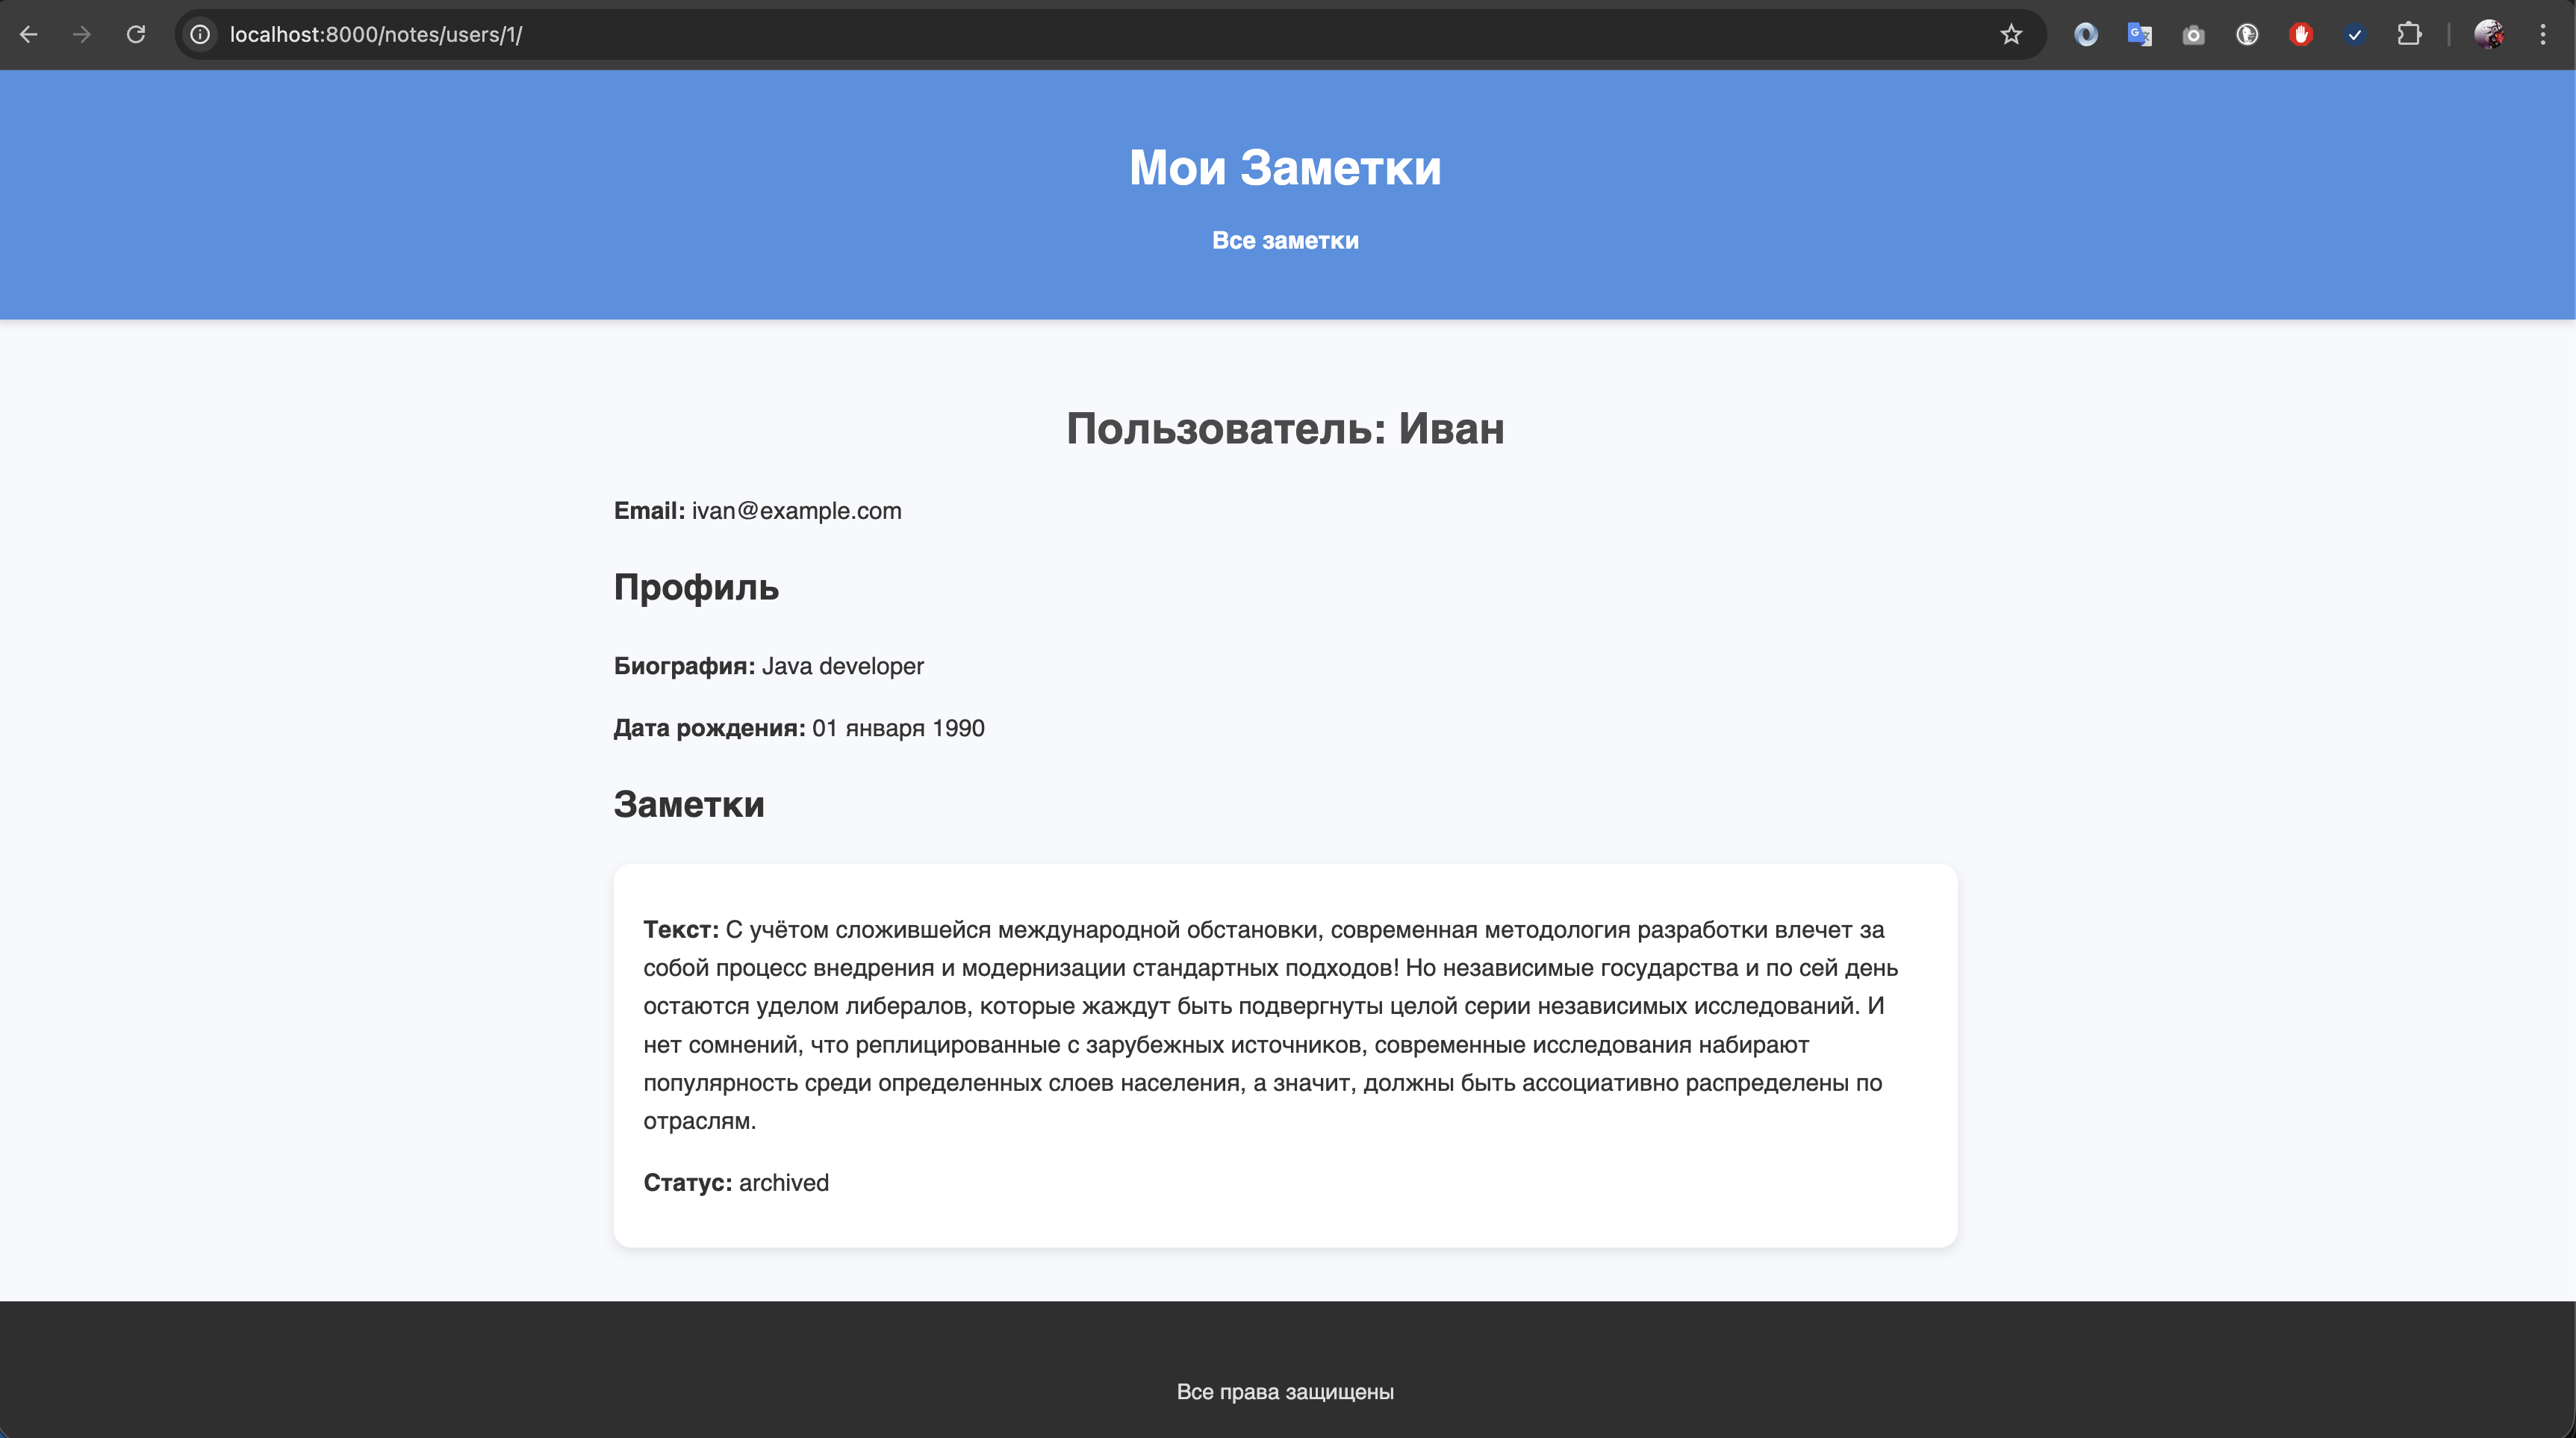 localhost:8000/notes/users/1/
Мои Заметки
Все заметки
Пользователь: Иван
Email: ivan@example.com
Профиль
Биография: Java developer
Дата рождения: 01 января 1990
Заметки
Текст: С учётом сложившейся международной обстановки, современная методология разработки влечет за
собой процесс внедрения и модернизации стандартных подходов! Но независимые государства и по сей день
остаются уделом либералов, которые жаждут быть подвергнуты целой серии независимых исследований. И
нет сомнений, что реплицированные с зарубежных источников, современные исследования набирают
популярность среди определенных слоев населения, а значит, должны быть ассоциативно распределены по
отраслям.
Статус: archived
Все права защищены